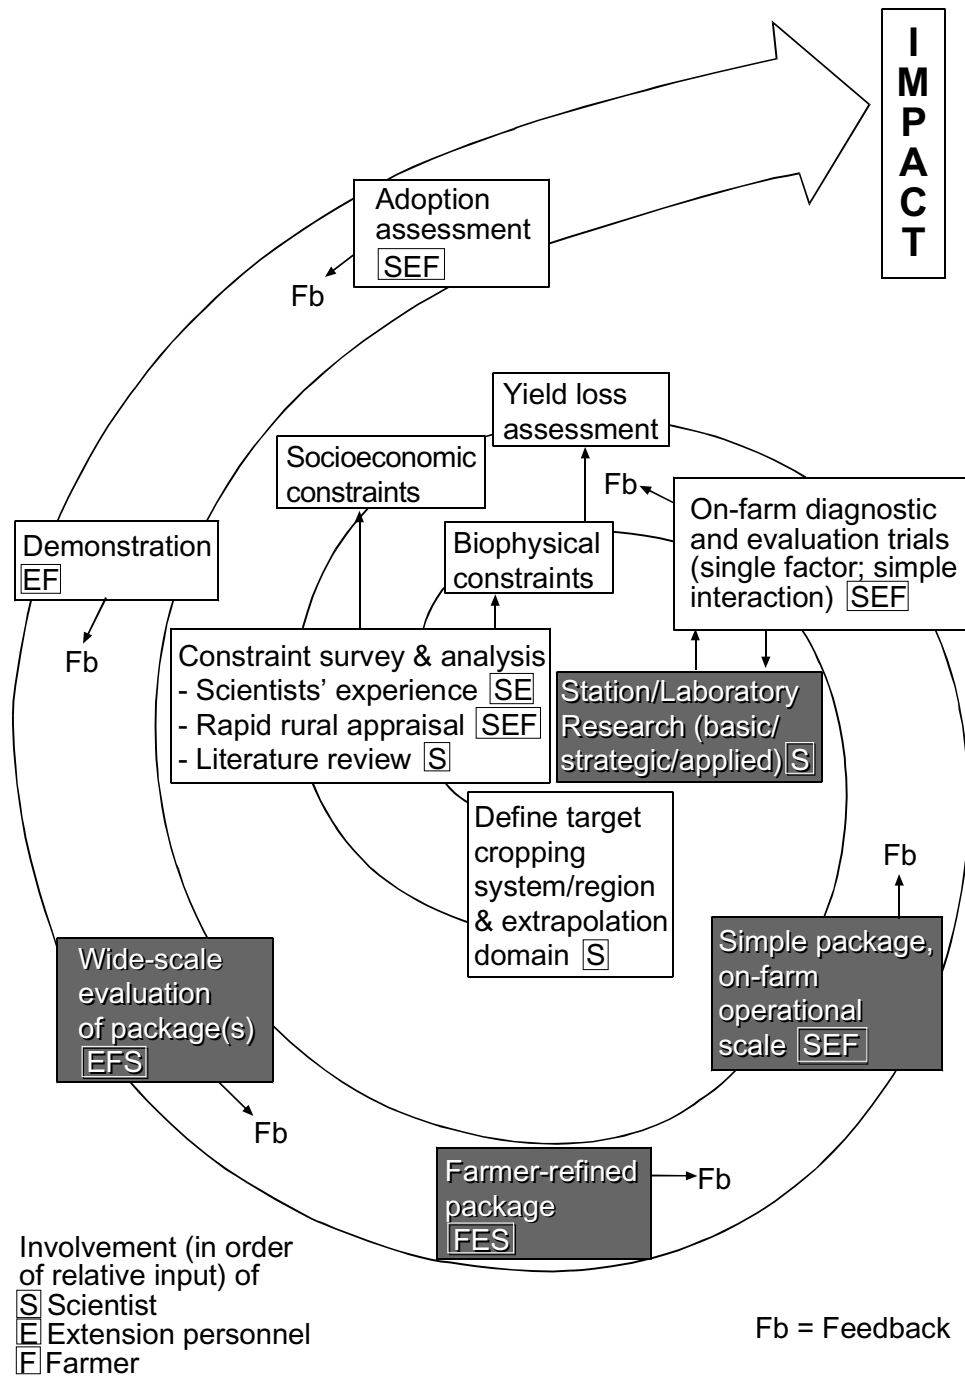 I
M
P
A
C
T
Adoption
assessment
SEF
Fb
Yield loss
assessment
Socioeconomic
constraints
Fb
On-farm diagnostic
and evaluation trials
(single factor; simple
interaction) SEF
Biophysical
constraints
Demonstration
EF
Fb
Constraint survey & analysis
- Scientists' experience SE
- Rapid rural appraisal SEF
- Literature review S
Station/Laboratory
Research (basic/
strategic/applied) S
Define target
cropping
system/region
& extrapolation
domain S
Fb
Simple package,
on-farm
operational
scale SEF
Wide-scale
evaluation
of package(s)
EFS
Fb
Farmer-refined
package
FES
Fb
Involvement (in order
of relative input) of
S Scientist
E Extension personnel
F Farmer
Fb = Feedback